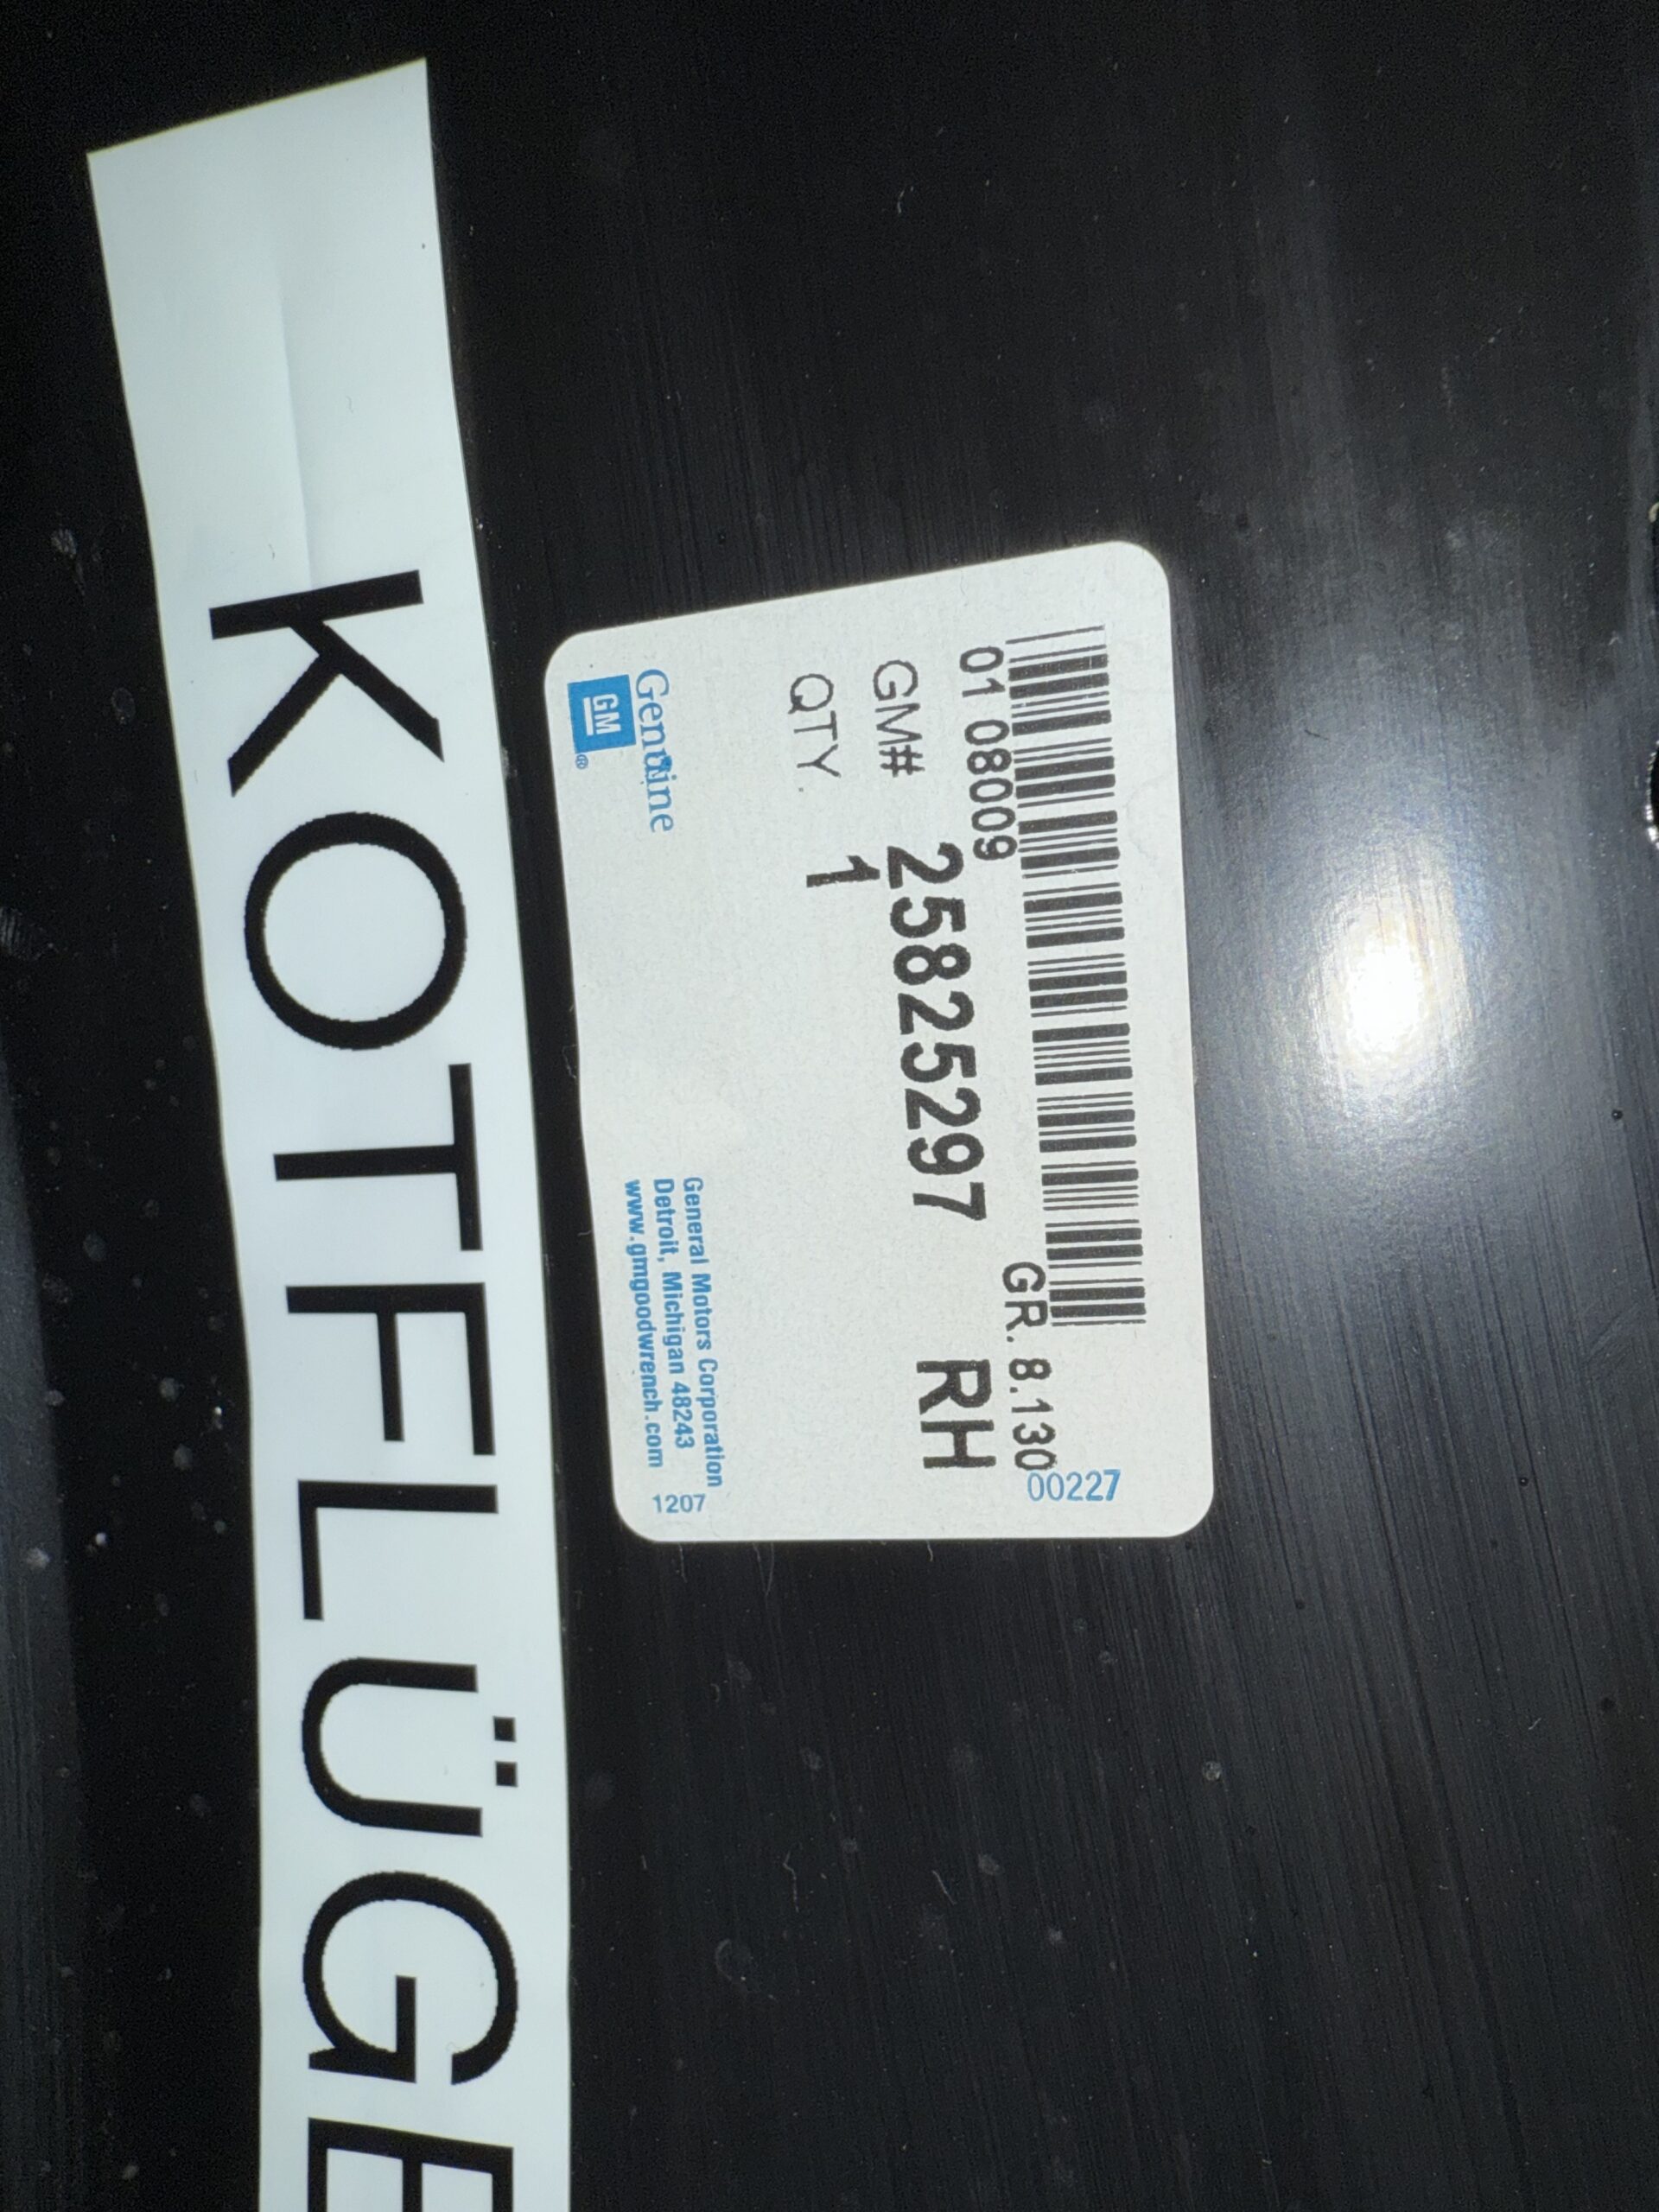 01 08009
GR. 8.130
00227
GM# 25825297 RH
QTY. 1
Genuine
GM®
General Motors Corporation
Detroit, Michigan 48243
www.gmgoodwrench.com
1207
KOTFLÜGE